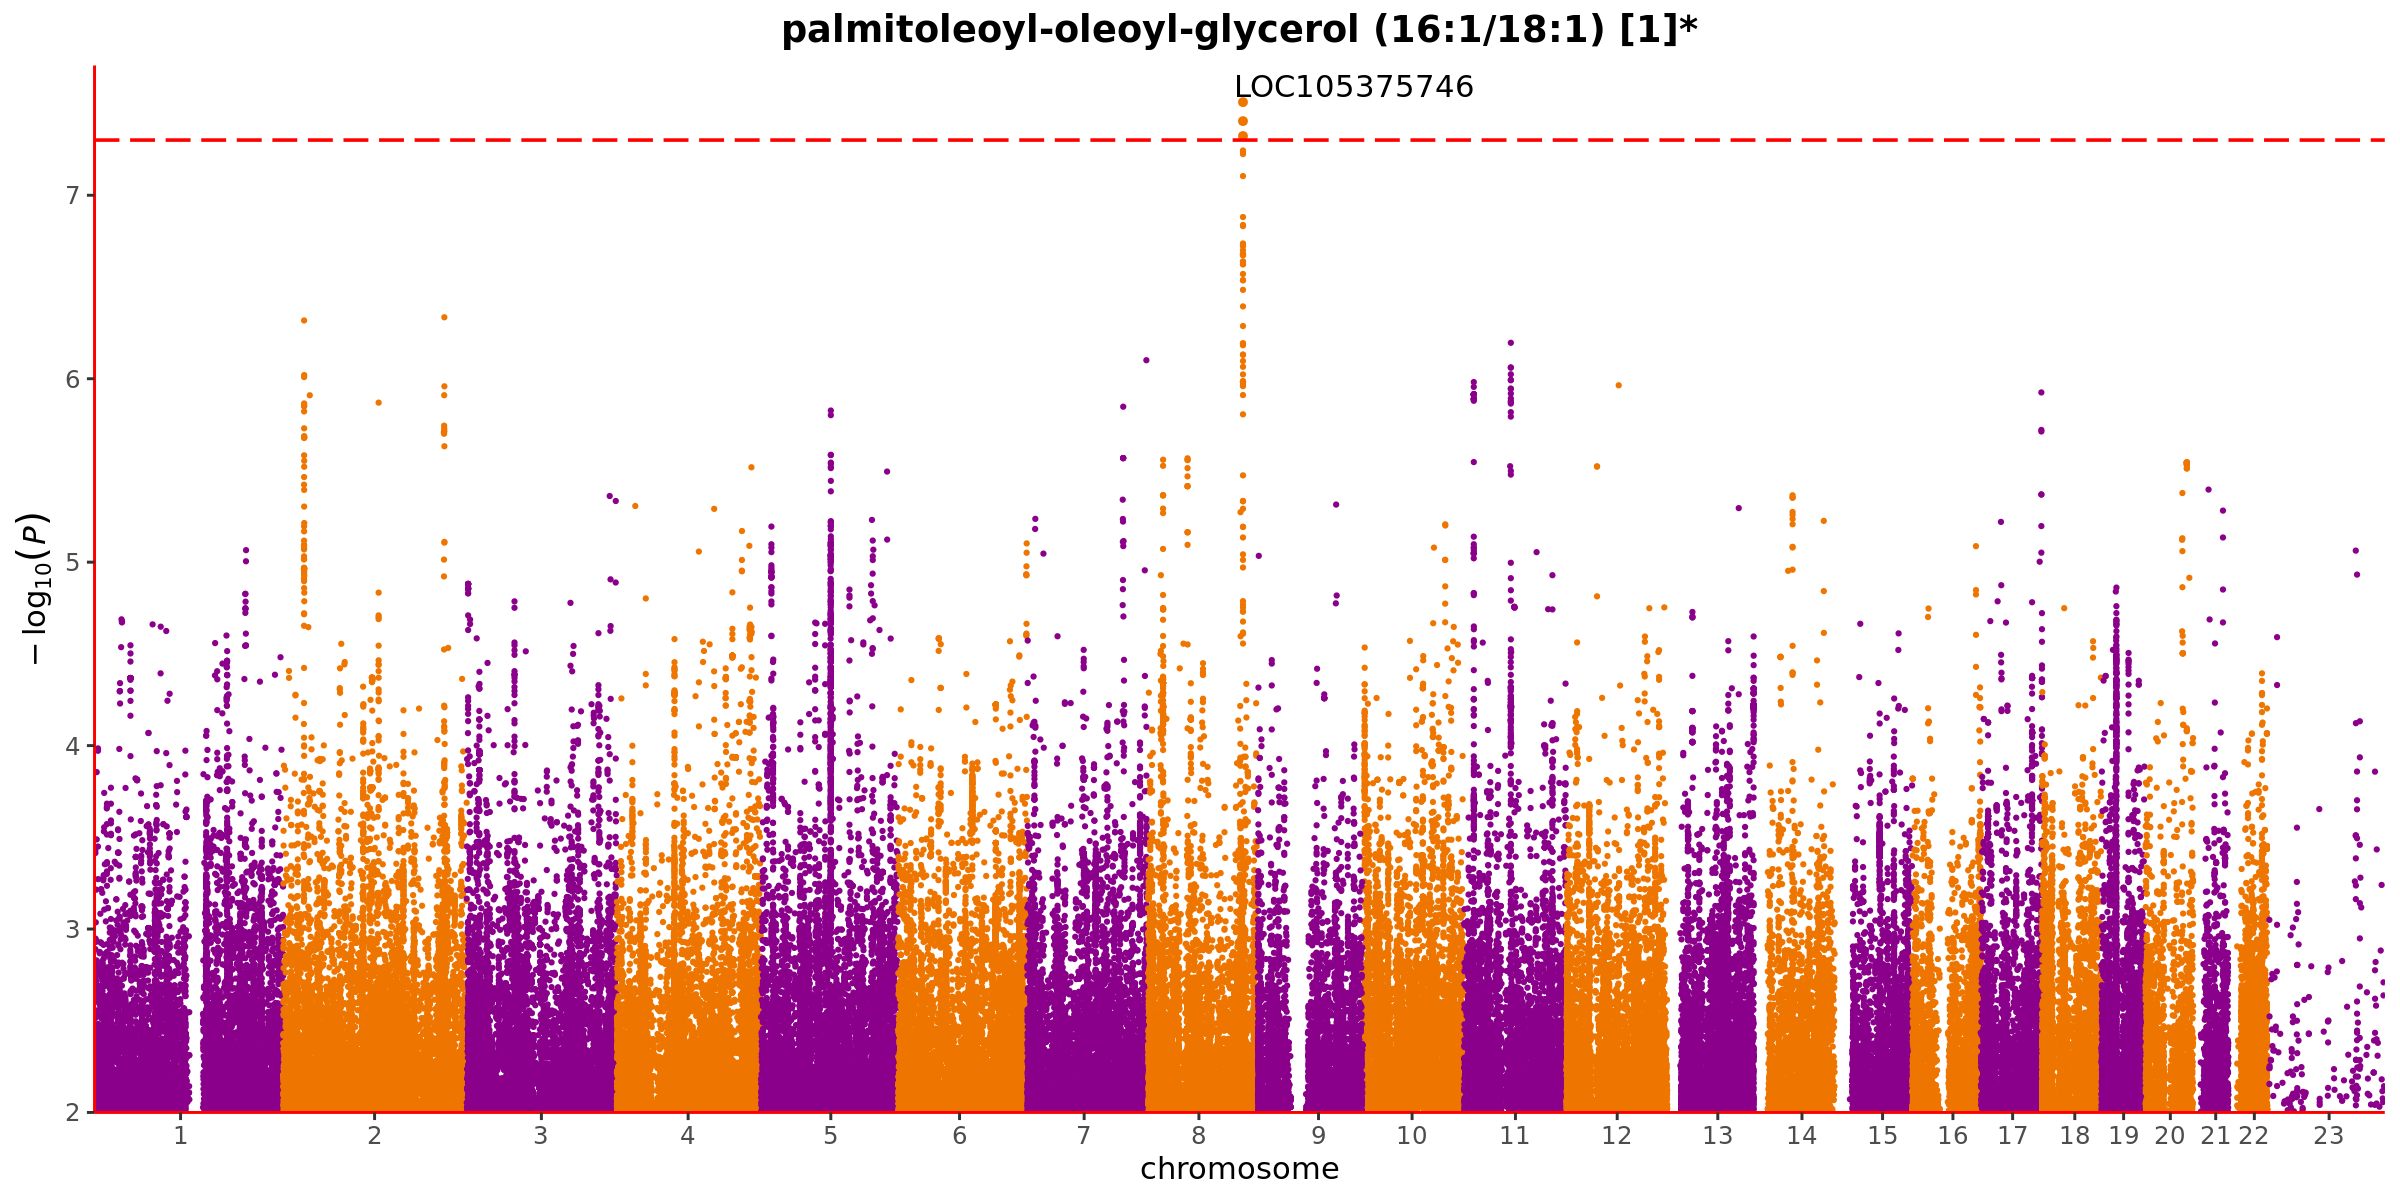 palmitoleoyl-oleoyl-glycerol (16:1/18:1) [1]*
LOC105375746
7
6
5
4
3
2
− log10(P)
1 2 3 4 5 6 7 8 9 10 11 12 13 14 15 16 17 18 19 20 21 22 23
chromosome